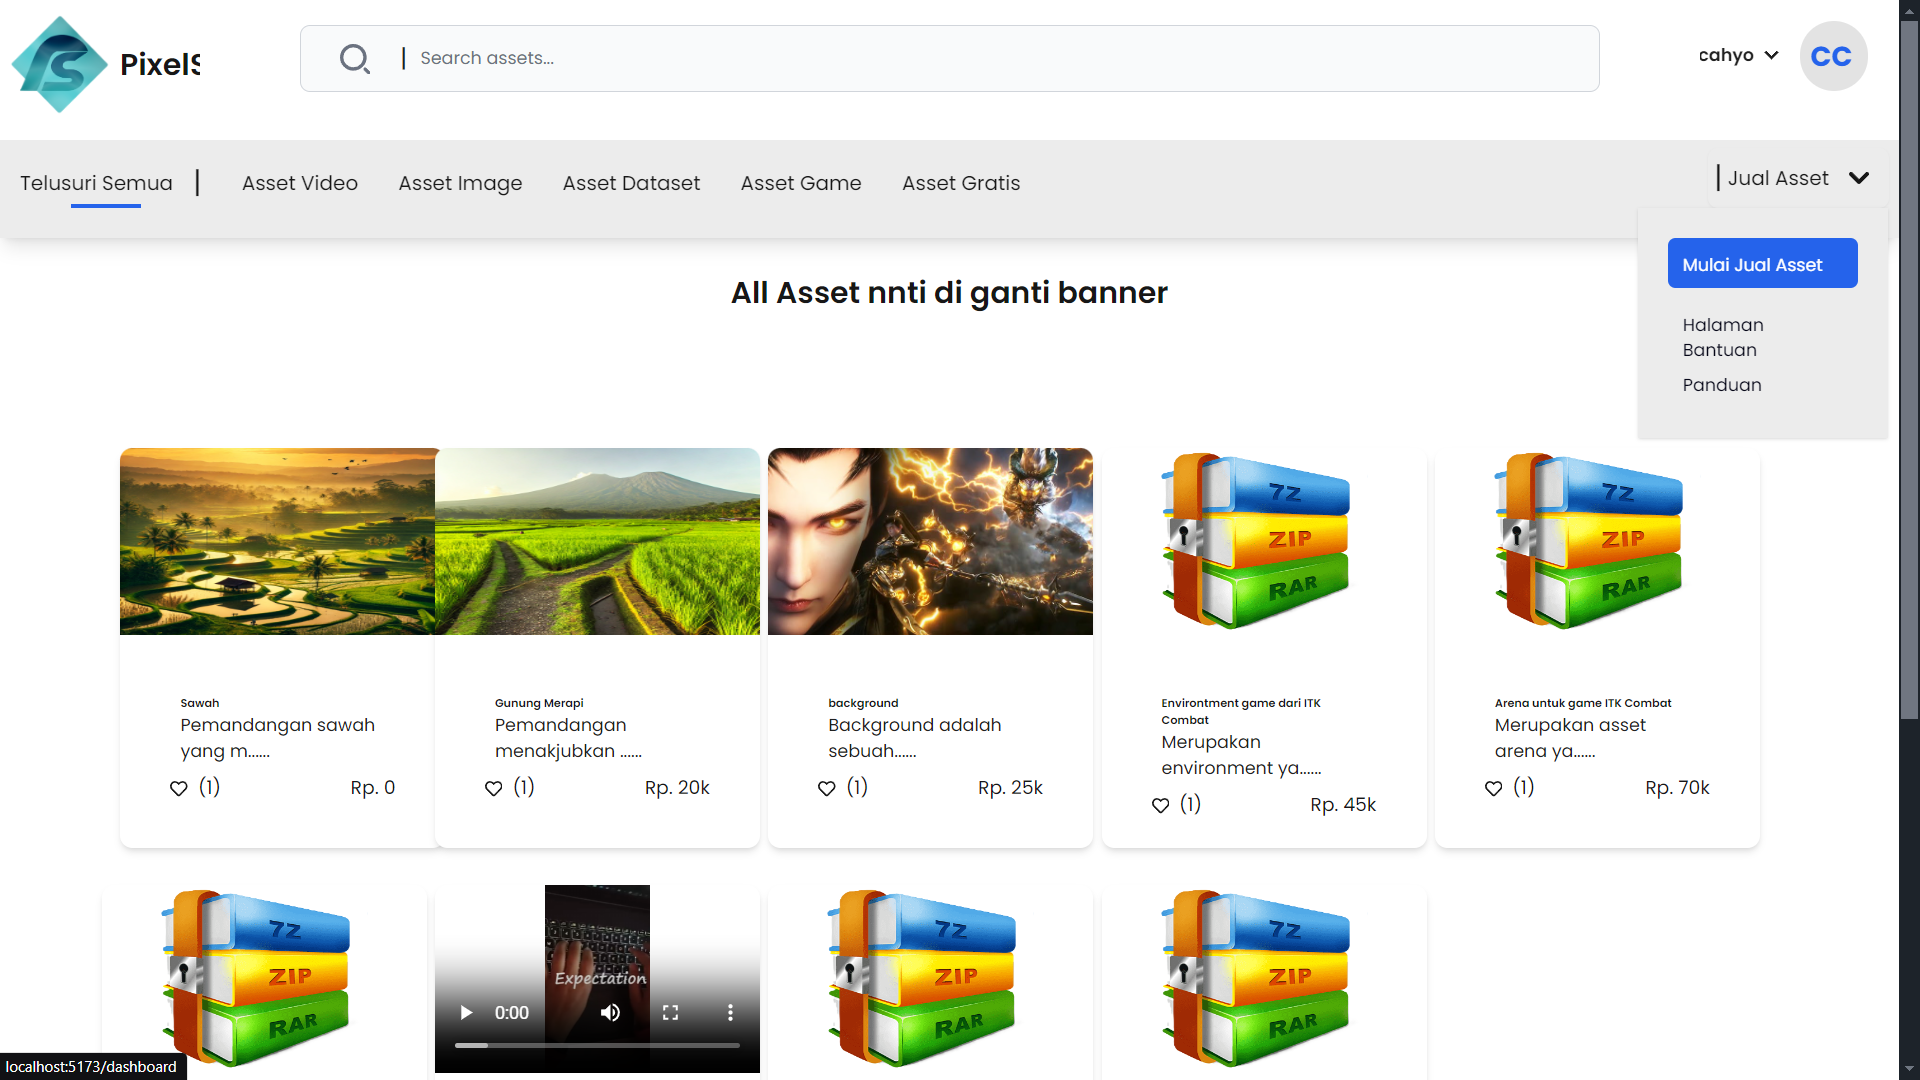 PixelS
Search assets...
cahyo
CC
Telusuri Semua
Asset Video
Asset Image
Asset Dataset
Asset Game
Asset Gratis
Jual Asset
Mulai Jual Asset
Halaman
Bantuan
Panduan
All Asset nnti di ganti banner
7Z
ZIP
RAR
7Z
ZIP
RAR
Sawah
Pemandangan sawah
yang m......
(1)
Rp. 0
Gunung Merapi
Pemandangan
menakjubkan ......
(1)
Rp. 20k
background
Background adalah
sebuah......
(1)
Rp. 25k
Environtment game dari ITK
Combat
Merupakan
environment ya......
(1)
Rp. 45k
Arena untuk game ITK Combat
Merupakan asset
arena ya......
(1)
Rp. 70k
7Z
ZIP
RAR
Expectation
0:00
7Z
ZIP
RAR
7Z
ZIP
RAR
localhost:5173/dashboard